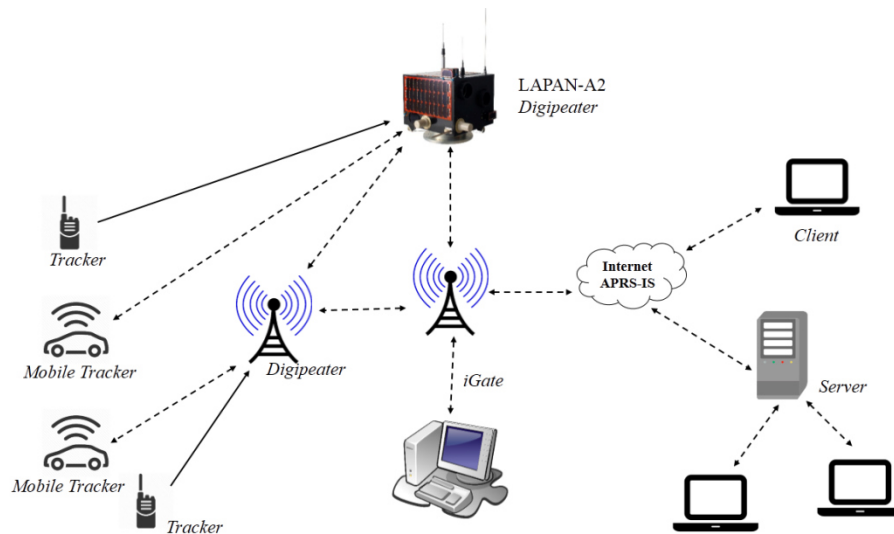 LAPAN-A2
Digipeater
Tracker
Mobile Tracker
Mobile Tracker
Tracker
Digipeater
iGate
Internet
APRS-IS
Client
Server